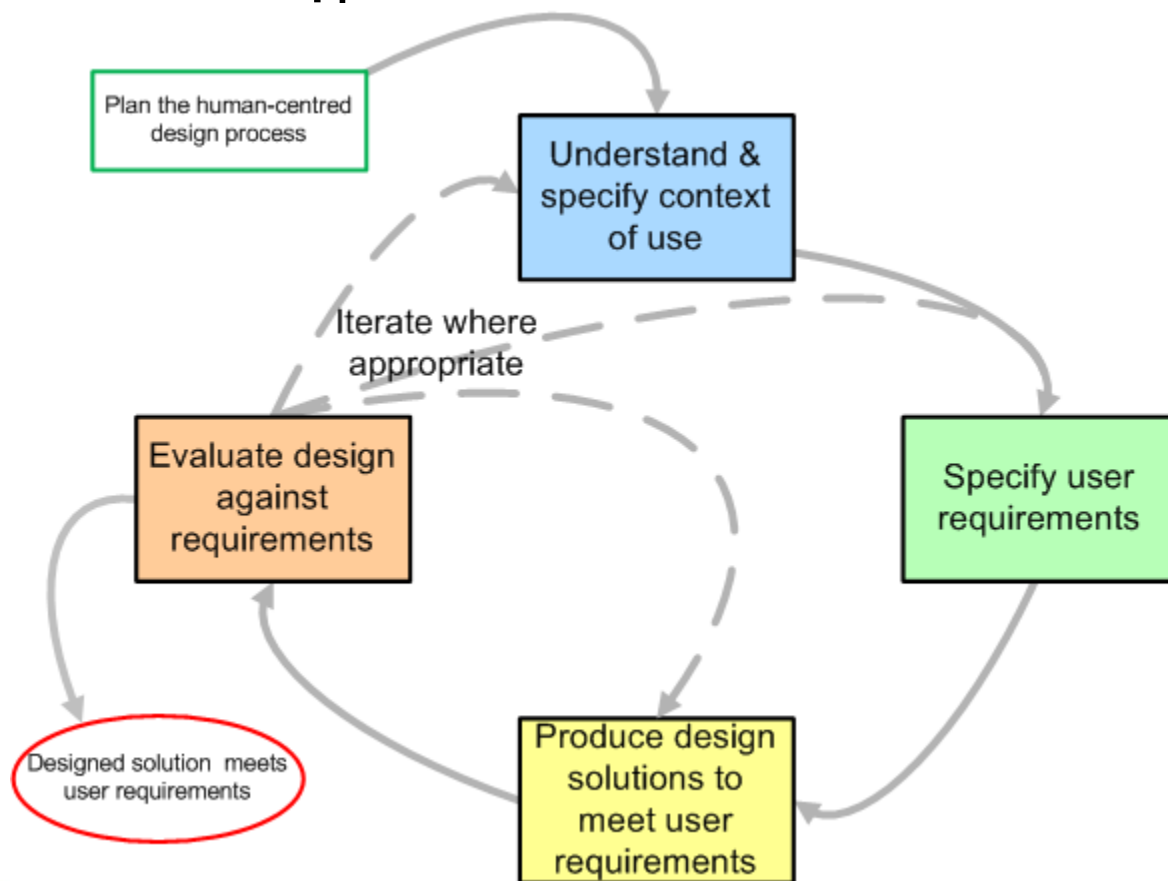 Plan the human-centred
design process
Understand &
specify context
of use
Iterate where
appropriate
Evaluate design
against
requirements
Specify user
requirements
Designed solution meets
user requirements
Produce design
solutions to
meet user
requirements